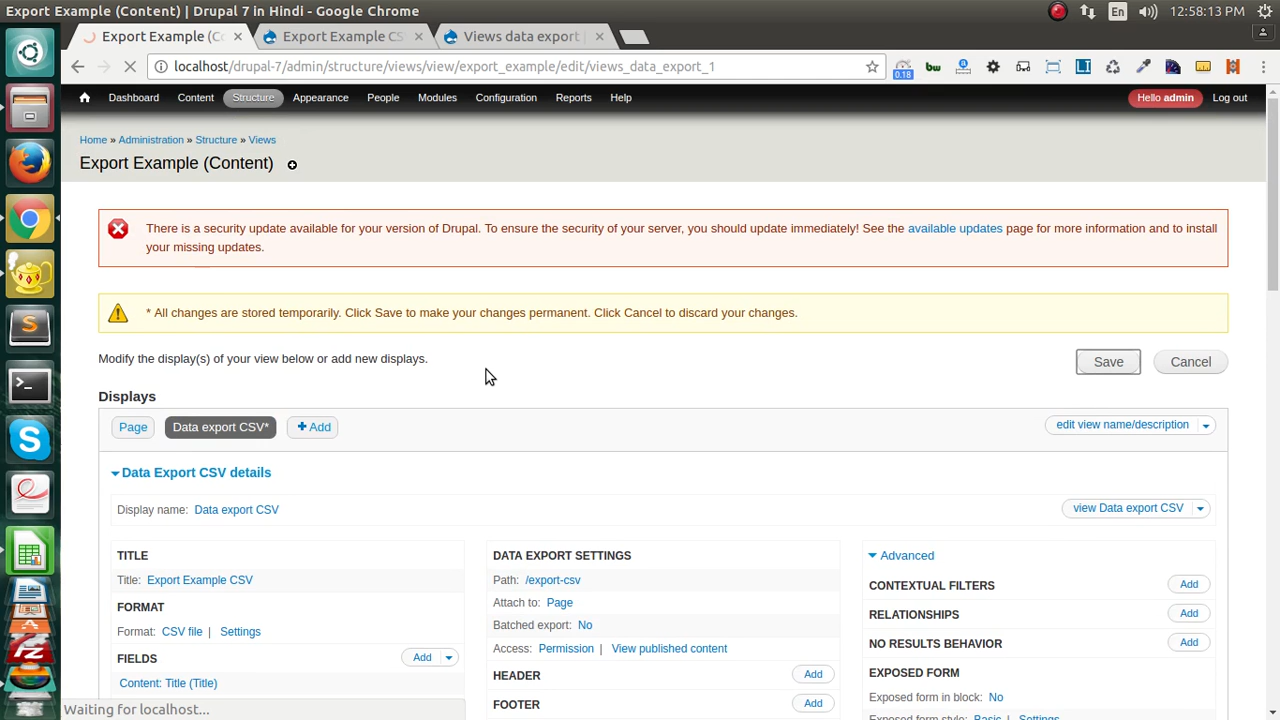 Export Example (Content) | Drupal 7 in Hindi - Google Chrome
En
12:58:13 PM
Export Example (Co
Export Example CS
Views data export
localhost/drupal-7/admin/structure/views/view/export_example/edit/views_data_export_1
0.18
bw
LI
Dashboard
Content
Structure
Appearance
People
Modules
Configuration
Reports
Help
Hello admin
Log out
Home » Administration » Structure » Views
Export Example (Content)
There is a security update available for your version of Drupal. To ensure the security of your server, you should update immediately! See the available updates page for more information and to install
your missing updates.
* All changes are stored temporarily. Click Save to make your changes permanent. Click Cancel to discard your changes.
Modify the display(s) of your view below or add new displays.
Save
Cancel
Displays
Page
Data export CSV*
Add
edit view name/description
Data Export CSV details
Display name: Data export CSV
view Data export CSV
TITLE
Title: Export Example CSV
FORMAT
Format: CSV file | Settings
FIELDS
Add
Content: Title (Title)
DATA EXPORT SETTINGS
Path: /export-csv
Attach to: Page
Batched export: No
Access: Permission | View published content
HEADER
Add
FOOTER
Add
Advanced
CONTEXTUAL FILTERS
Add
RELATIONSHIPS
Add
NO RESULTS BEHAVIOR
Add
EXPOSED FORM
Exposed form in block: No
Exposed form style: Basic | Settings
Waiting for localhost...